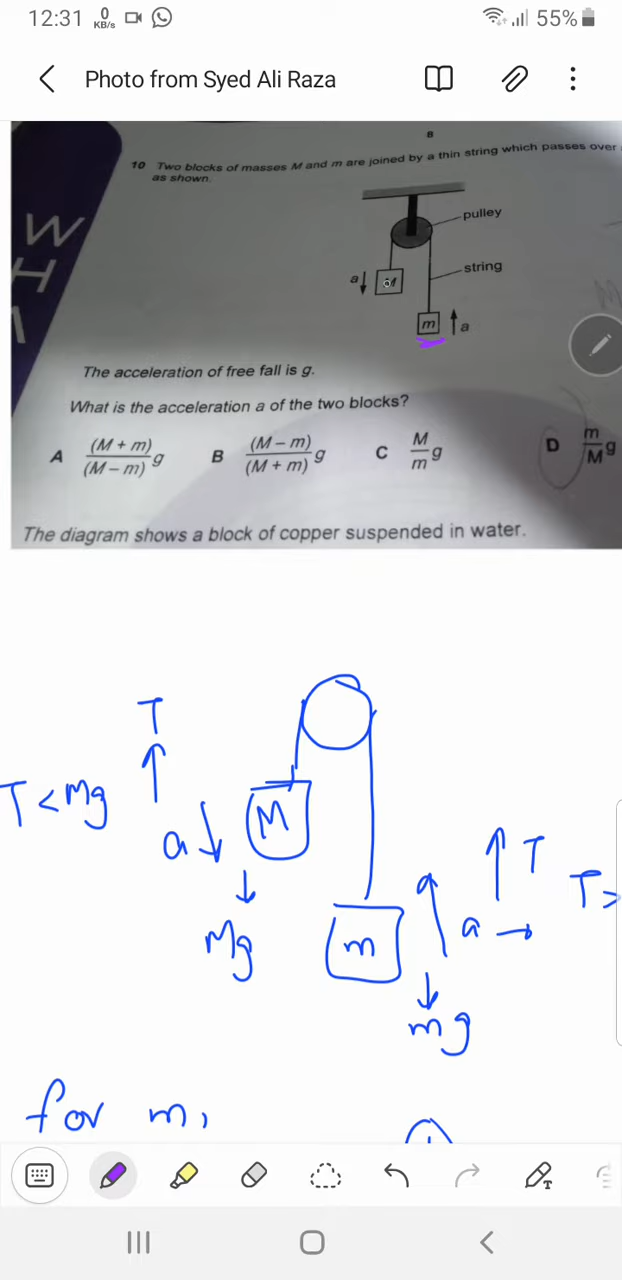 12:31 0 KB/s 55%
Photo from Syed Ali Raza
B
10 Two blocks of masses M and m are joined by a thin string which passes over
as shown.
W
H
pulley
string
a
M
m
a
The acceleration of free fall is g.
What is the acceleration a of the two blocks?
A (M + m)/(M – m) g B (M – m)/(M + m) g C M/m g D m/M g
The diagram shows a block of copper suspended in water.
T
T < Mg
a
M
T
T >
Mg
m
a
mg
for m,